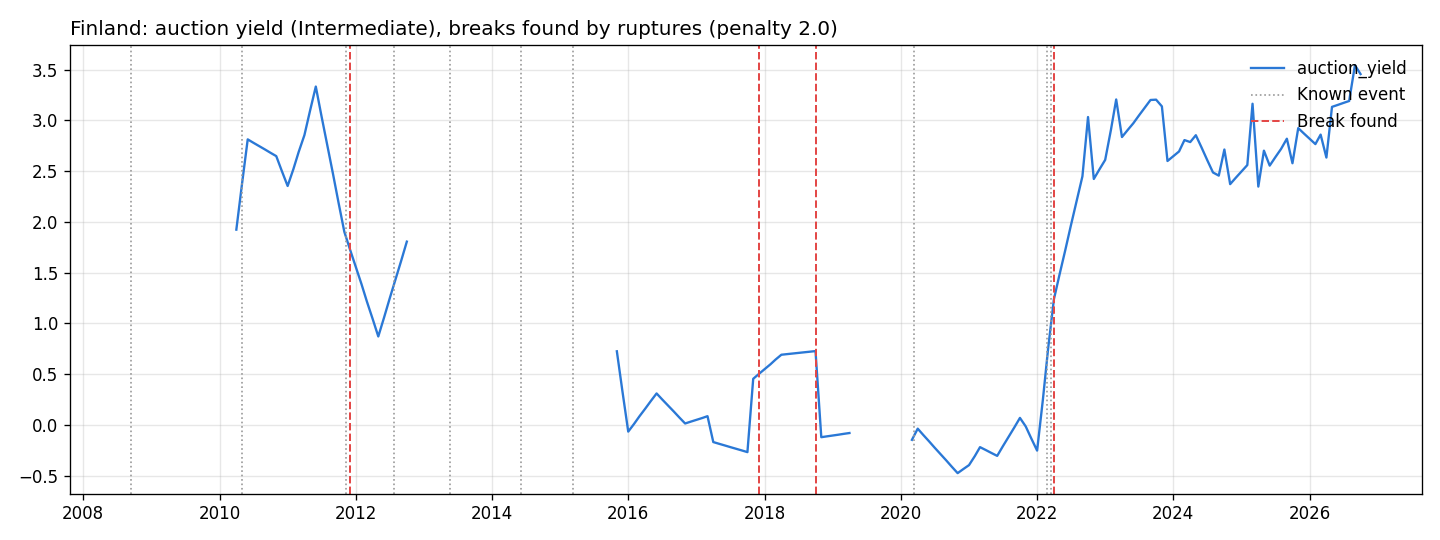 Finland: auction yield (Intermediate), breaks found by ruptures (penalty 2.0)
auction_yield
Known event
Break found
3.5
3.0
2.5
2.0
1.5
1.0
0.5
0.0
−0.5
2008 2010 2012 2014 2016 2018 2020 2022 2024 2026